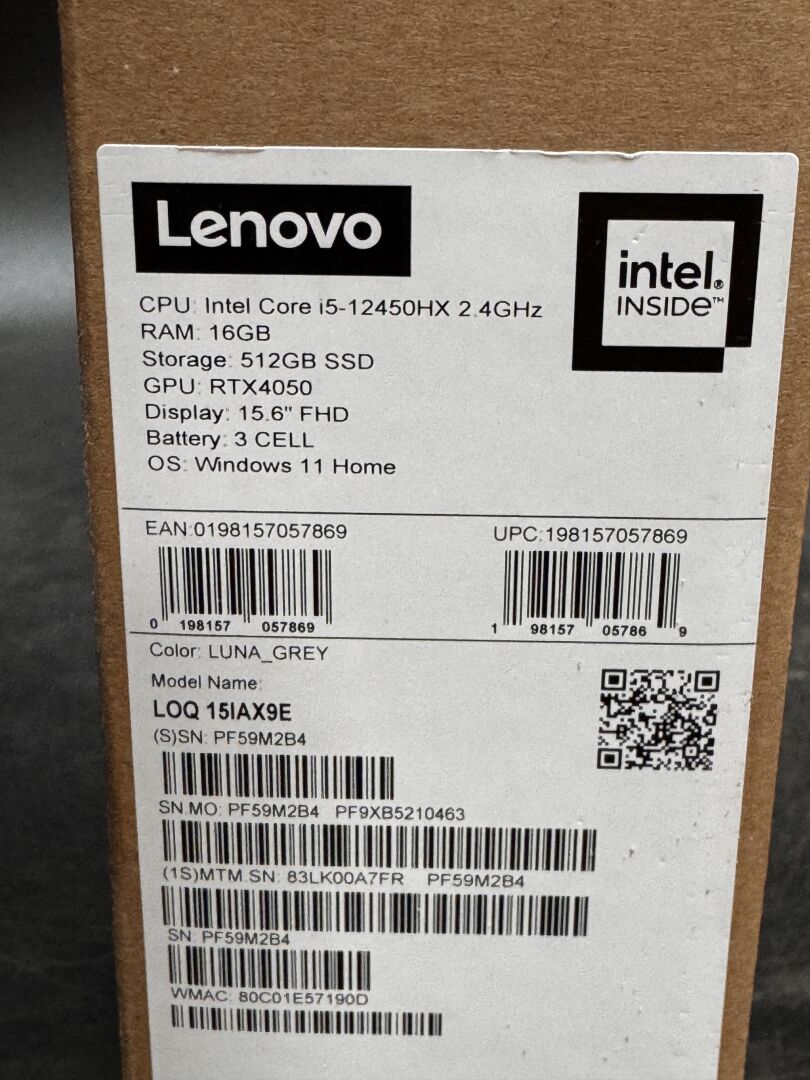 Lenovo
intel®
INSIDE™
CPU: Intel Core i5-12450HX 2.4GHz
RAM: 16GB
Storage: 512GB SSD
GPU: RTX4050
Display: 15.6" FHD
Battery: 3 CELL
OS: Windows 11 Home
EAN:0198157057869
UPC:198157057869
0 198157 057869
1 98157 05786 9
Color: LUNA_GREY
Model Name:
LOQ 15IAX9E
(S)SN: PF59M2B4
SN.MO: PF59M2B4 PF9XB5210463
(1S)MTM.SN: 83LK00A7FR PF59M2B4
SN: PF59M2B4
WMAC: 80C01E57190D